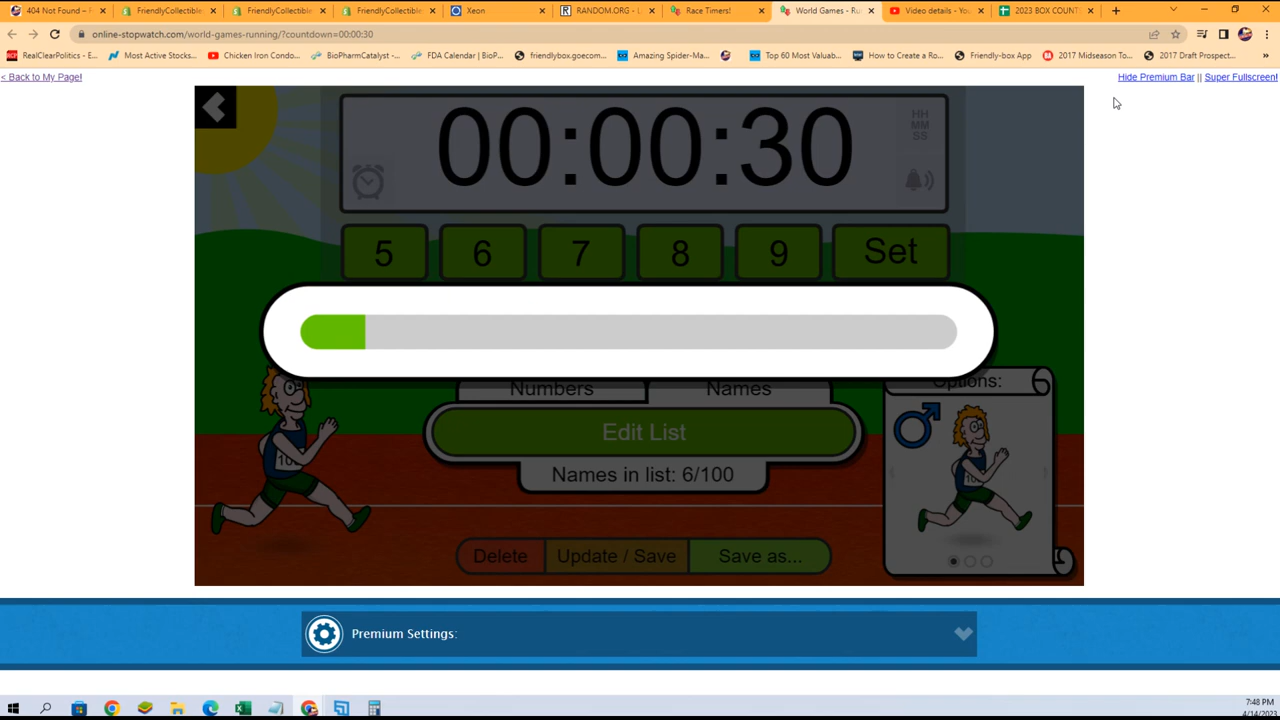 404 Not Found – F
FriendlyCollectible
FriendlyCollectible
FriendlyCollectible
Xeon
RANDOM.ORG - L
Race Timers!
World Games - Ru
Video details - You
2023 BOX COUNT
online-stopwatch.com/world-games-running/?countdown=00:00:30
RealClearPolitics - E...
Most Active Stocks...
Chicken Iron Condo...
BioPharmCatalyst -...
FDA Calendar | BioP...
friendlybox.goecom...
Amazing Spider-Ma...
Top 60 Most Valuab...
How to Create a Ro...
Friendly-box App
2017 Midseason To...
2017 Draft Prospect...
»
< Back to My Page!
Hide Premium Bar || Super Fullscreen!
00:00:30
HH
MM
SS
5 6 7 8 9 Set
Numbers Names
Options:
Edit List
Names in list: 6/100
Delete Update / Save Save as...
Premium Settings:
7:48 PM
4/14/2023